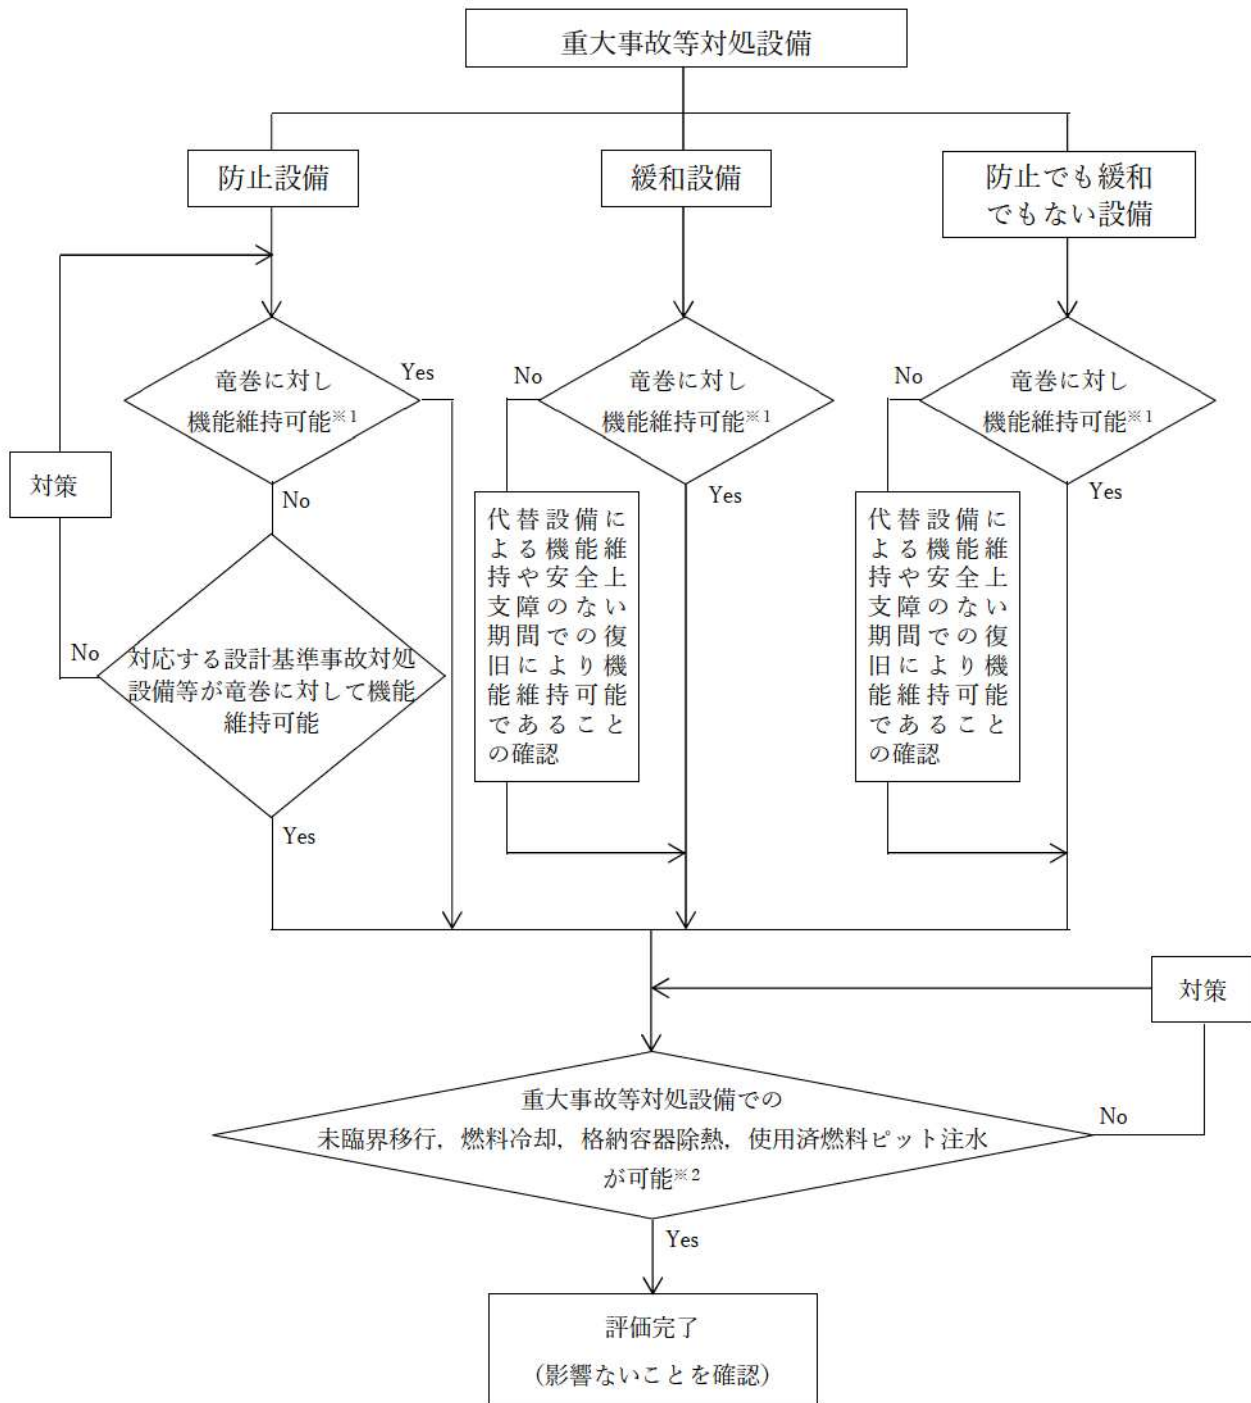 重大事故等対処設備
防止設備
緩和設備
防止でも緩和
でもない設備
竜巻に対し
機能維持可能※1
Yes
No
対策
対応する設計基準事故対処
設備等が竜巻に対して機能
維持可能
No
Yes
竜巻に対し
機能維持可能※1
No
Yes
代替設備に
よる機能維
持や安全上
支障のない
期間での復
旧により機
能維持可能
であること
の確認
竜巻に対し
機能維持可能※1
No
Yes
代替設備に
よる機能維
持や安全上
支障のない
期間での復
旧により機
能維持可能
であること
の確認
対策
重大事故等対処設備での
未臨界移行，燃料冷却，格納容器除熱，使用済燃料ピット注水
が可能※2
No
Yes
評価完了
（影響ないことを確認）